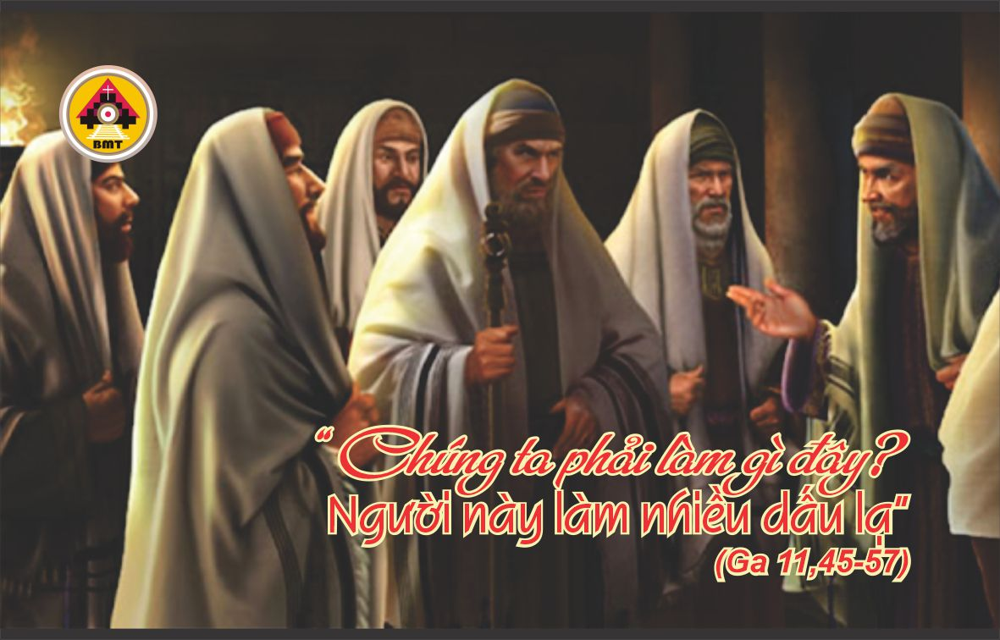 BMT
“Chúng ta phải làm gì đây?
Người này làm nhiều dấu lạ"
(Ga 11,45-57)